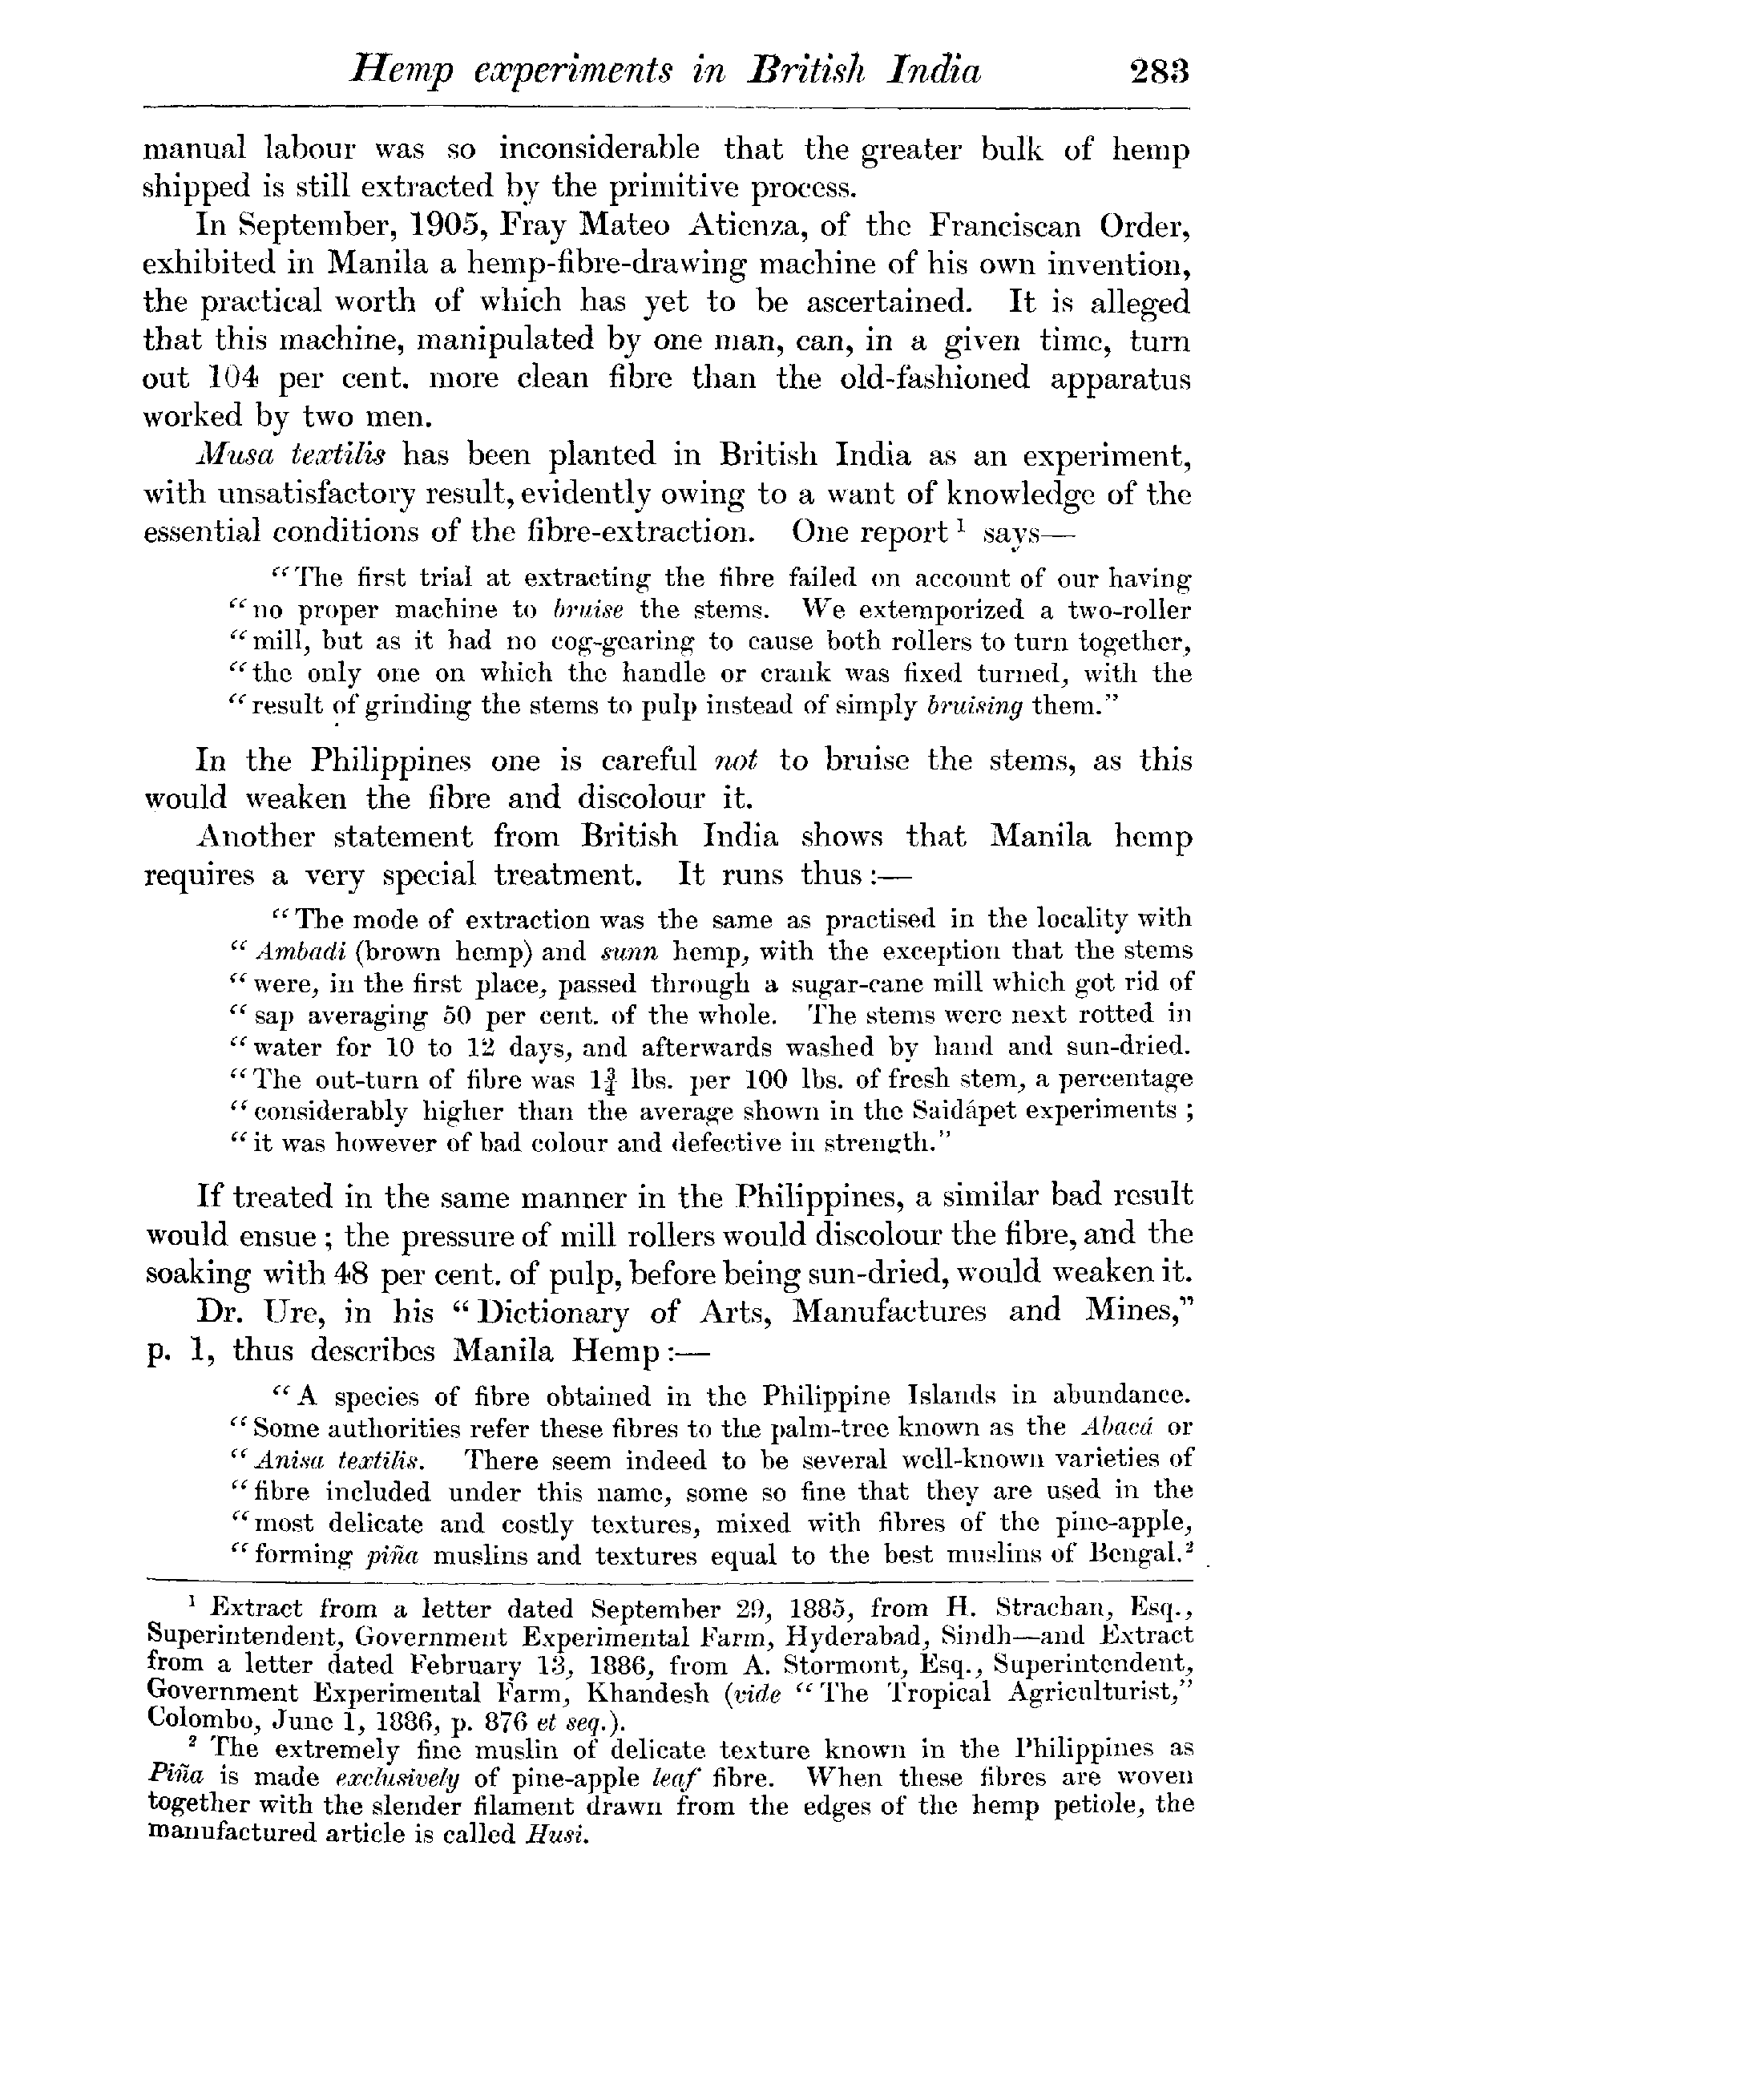 Hemp experiments in British India 283
manual labour was so inconsiderable that the greater bulk of hemp
shipped is still extracted by the primitive process.
In September, 1905, Fray Mateo Atienza, of the Franciscan Order,
exhibited in Manila a hemp-fibre-drawing machine of his own invention,
the practical worth of which has yet to be ascertained. It is alleged
that this machine, manipulated by one man, can, in a given time, turn
out 104 per cent. more clean fibre than the old-fashioned apparatus
worked by two men.
Musa textilis has been planted in British India as an experiment,
with unsatisfactory result, evidently owing to a want of knowledge of the
essential conditions of the fibre-extraction. One report ¹ says—
“The first trial at extracting the fibre failed on account of our having
“no proper machine to bruise the stems. We extemporized a two-roller
“mill, but as it had no cog-gearing to cause both rollers to turn together,
“the only one on which the handle or crank was fixed turned, with the
“result of grinding the stems to pulp instead of simply bruising them.”
In the Philippines one is careful not to bruise the stems, as this
would weaken the fibre and discolour it.
Another statement from British India shows that Manila hemp
requires a very special treatment. It runs thus :—
“The mode of extraction was the same as practised in the locality with
“Ambadi (brown hemp) and sunn hemp, with the exception that the stems
“were, in the first place, passed through a sugar-cane mill which got rid of
“sap averaging 50 per cent. of the whole. The stems were next rotted in
“water for 10 to 12 days, and afterwards washed by hand and sun-dried.
“The out-turn of fibre was 1¾ lbs. per 100 lbs. of fresh stem, a percentage
“considerably higher than the average shown in the Saidápet experiments ;
“it was however of bad colour and defective in strength.”
If treated in the same manner in the Philippines, a similar bad result
would ensue ; the pressure of mill rollers would discolour the fibre, and the
soaking with 48 per cent. of pulp, before being sun-dried, would weaken it.
Dr. Ure, in his “Dictionary of Arts, Manufactures and Mines,”
p. 1, thus describes Manila Hemp :—
“A species of fibre obtained in the Philippine Islands in abundance.
“Some authorities refer these fibres to the palm-tree known as the Abacá or
“Anisa textilis. There seem indeed to be several well-known varieties of
“fibre included under this name, some so fine that they are used in the
“most delicate and costly textures, mixed with fibres of the pine-apple,
“forming piña muslins and textures equal to the best muslins of Bengal.²
¹ Extract from a letter dated September 29, 1885, from H. Strachan, Esq.,
Superintendent, Government Experimental Farm, Hyderabad, Sindh—and Extract
from a letter dated February 13, 1886, from A. Stormont, Esq., Superintendent,
Government Experimental Farm, Khandesh (vide “The Tropical Agriculturist,”
Colombo, June 1, 1886, p. 876 et seq.).
² The extremely fine muslin of delicate texture known in the Philippines as
Piña is made exclusively of pine-apple leaf fibre. When these fibres are woven
together with the slender filament drawn from the edges of the hemp petiole, the
manufactured article is called Husi.